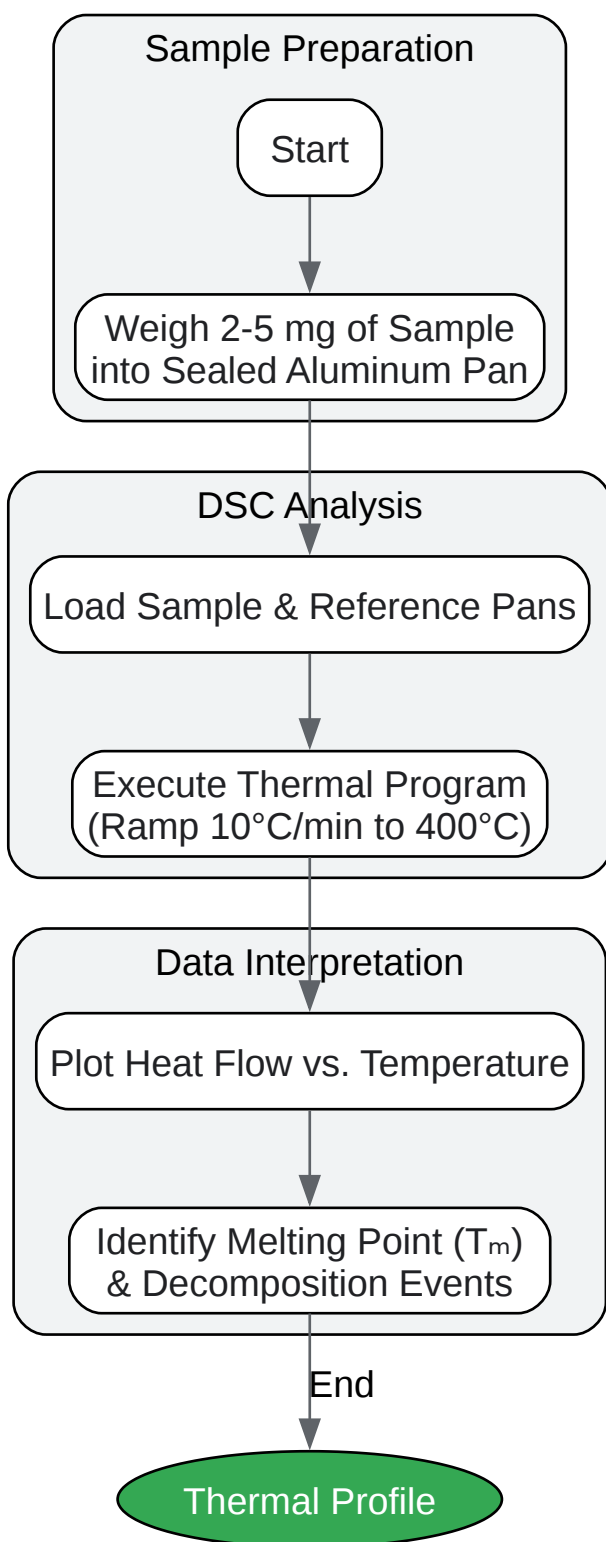 Sample Preparation
Start
Weigh 2-5 mg of Sample
into Sealed Aluminum Pan
DSC Analysis
Load Sample & Reference Pans
Execute Thermal Program
(Ramp 10°C/min to 400°C)
Data Interpretation
Plot Heat Flow vs. Temperature
Identify Melting Point (Tₘ)
& Decomposition Events
End
Thermal Profile